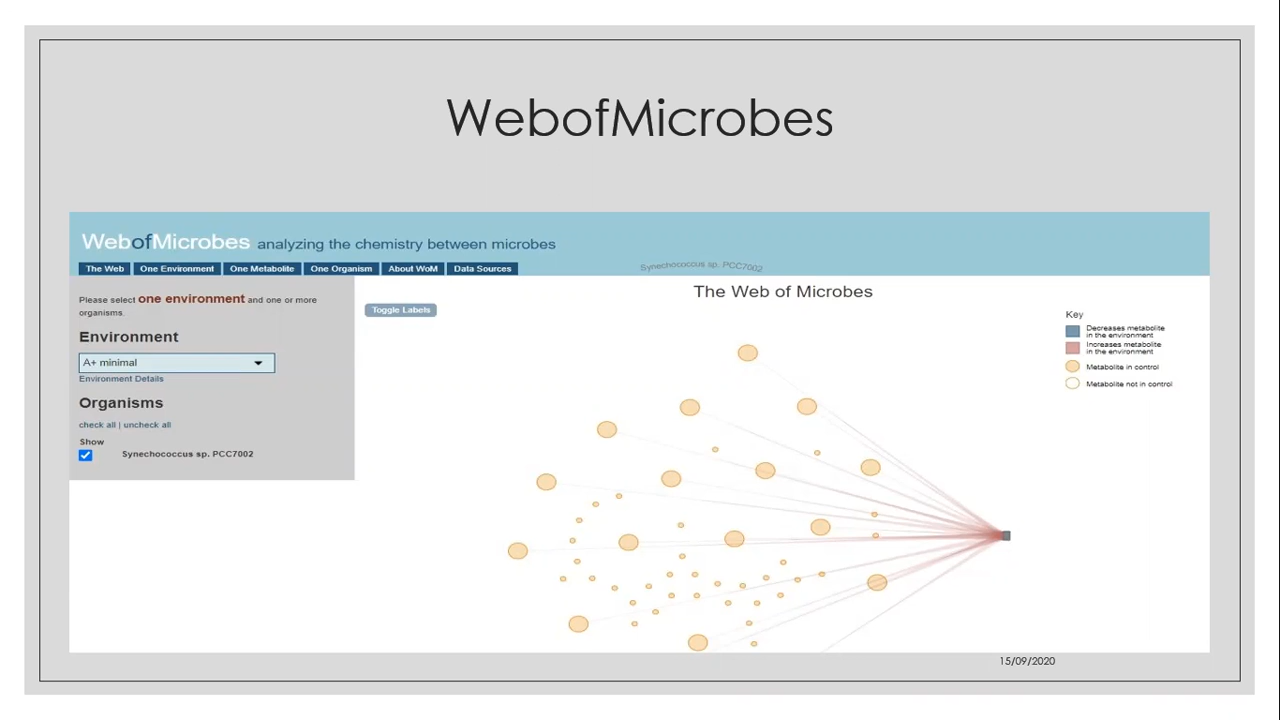 WebofMicrobes
WebofMicrobes analyzing the chemistry between microbes
The Web One Environment One Metabolite One Organism About WoM Data Sources
Synechococcus sp. PCC7002
Please select one environment and one or more
organisms.
Environment
A+ minimal
Environment Details
Organisms
check all | uncheck all
Show
Synechococcus sp. PCC7002
Toggle Labels
The Web of Microbes
Key
Decreases metabolite
in the environment
Increases metabolite
in the environment
Metabolite in control
Metabolite not in control
15/09/2020